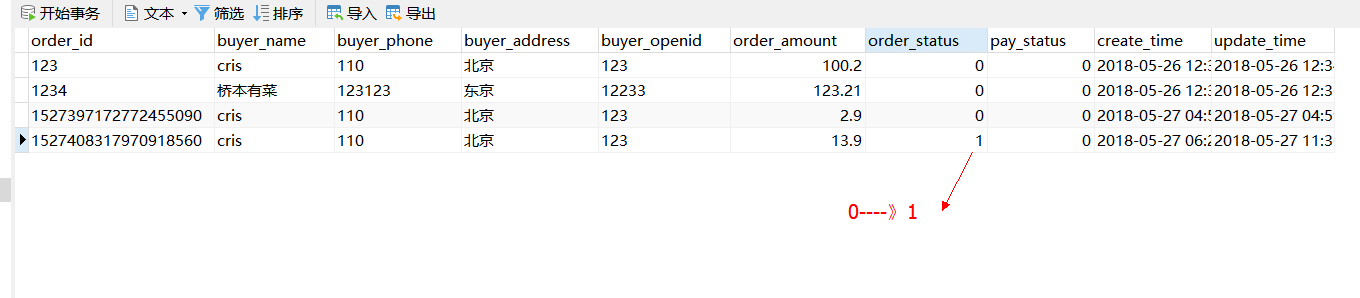 开始事务 文本 筛选 排序 导入 导出
order_id buyer_name buyer_phone buyer_address buyer_openid order_amount order_status pay_status create_time update_time
123 cris 110 北京 123 100.2 0 0 2018-05-26 12:3 2018-05-26 12:3
1234 桥本有菜 123123 东京 12233 123.21 0 0 2018-05-26 12:3 2018-05-26 12:3
1527397172772455090 cris 110 北京 123 2.9 0 0 2018-05-27 04:5 2018-05-27 04:5
1527408317970918560 cris 110 北京 123 13.9 1 0 2018-05-27 06:2 2018-05-27 11:3
0----》1